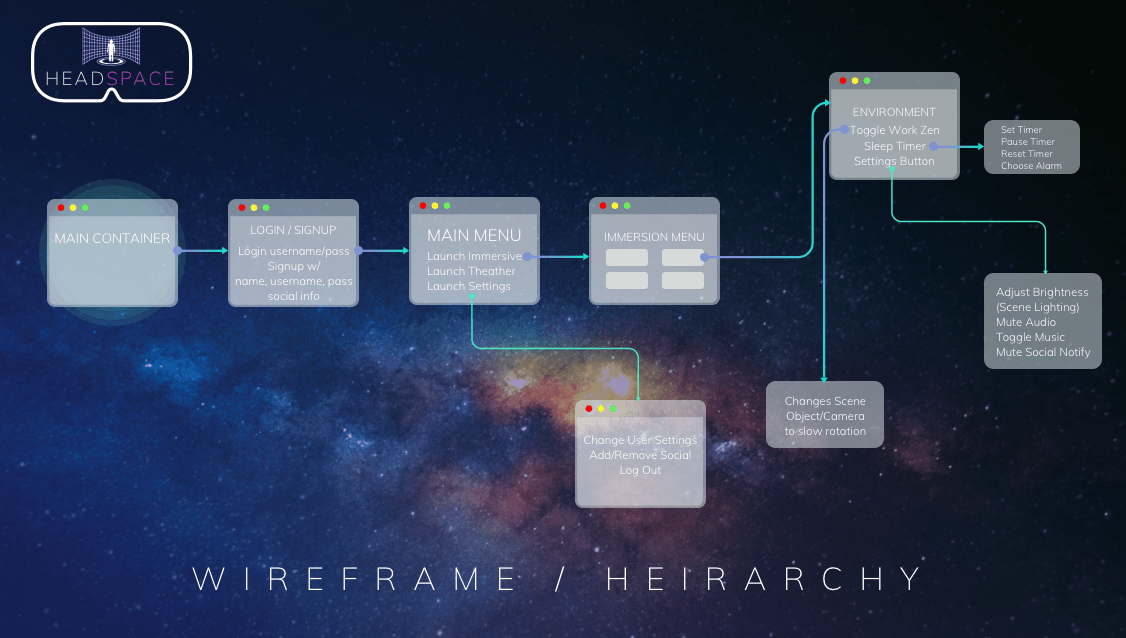 HEADSPACE
MAIN CONTAINER
LOGIN / SIGNUP
Login username/pass
Signup w/
name, username, pass
social info
MAIN MENU
Launch Immersive
Launch Theather
Launch Settings
IMMERSION MENU
ENVIRONMENT
Toggle Work Zen
Sleep Timer
Settings Button
Set Timer
Pause Timer
Reset Timer
Choose Alarm
Adjust Brightness
(Scene Lighting)
Mute Audio
Toggle Music
Mute Social Notify
Changes Scene
Object/Camera
to slow rotation
Change User Settings
Add/Remove Social
Log Out
WIREFRAME / HEIRARCHY